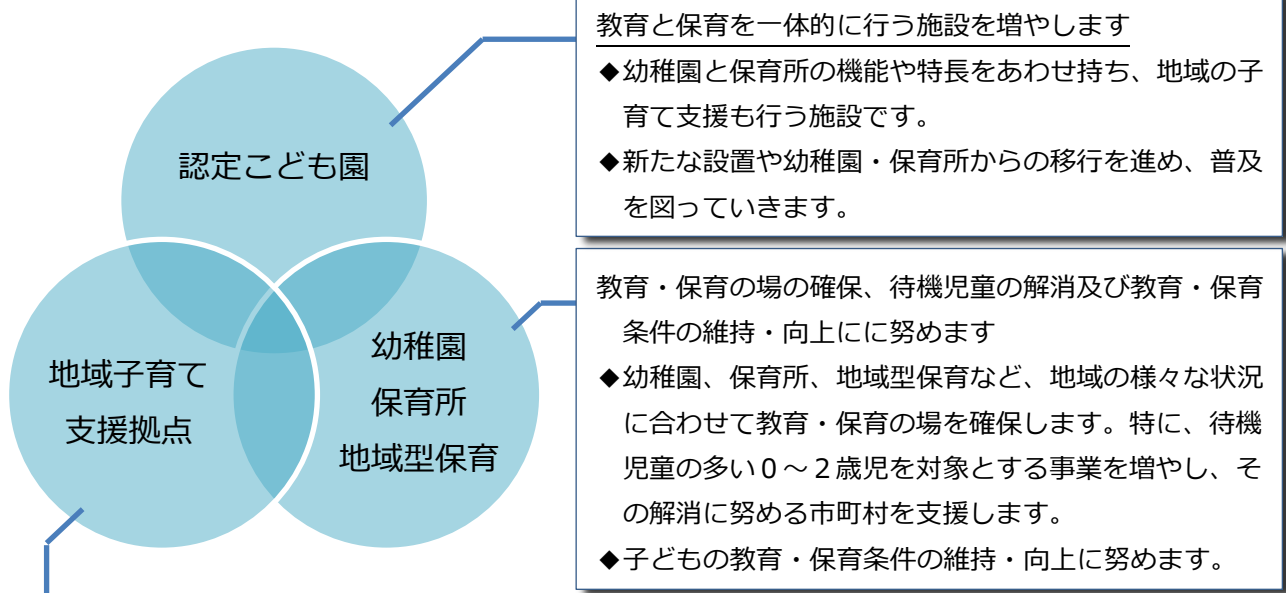 認定こども園
地域子育て
支援拠点
幼稚園
保育所
地域型保育
教育と保育を一体的に行う施設を増やします
◆幼稚園と保育所の機能や特長をあわせ持ち、地域の子
育て支援も行う施設です。
◆新たな設置や幼稚園・保育所からの移行を進め、普及
を図っていきます。
教育・保育の場の確保、待機児童の解消及び教育・保育
条件の維持・向上にに努めます
◆幼稚園、保育所、地域型保育など、地域の様々な状況
に合わせて教育・保育の場を確保します。特に、待機
児童の多い０～２歳児を対象とする事業を増やし、そ
の解消に努める市町村を支援します。
◆子どもの教育・保育条件の維持・向上に努めます。